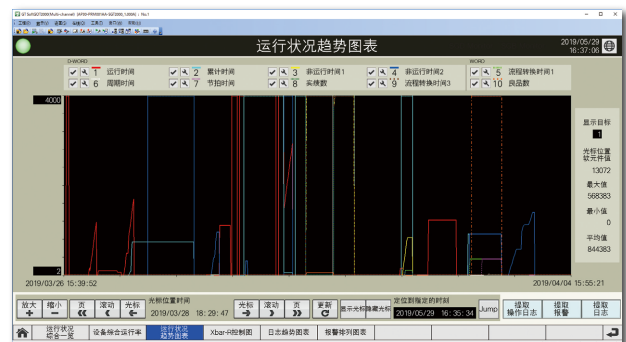 GT SoftGOT2000(Multi-channel)
No.1
运行状况趋势图表
2019/05/29
16:37:06
D-WORD
WORD
1 运行时间
2 累计时间
3 非运行时间1
4 非运行时间2
5 流程转换时间1
6 周期时间
7 节拍时间
8 实绩数
9 流程转换时间3
10 良品数
4000
2
显示目标
1
光标位置
软元件值
13072
最大值
568383
最小值
0
平均值
844383
2019/03/26 15:39:52
2019/04/04 15:55:21
放大
缩小
页
滚动
光标
光标位置时间
2019/03/28 18:29:47
光标
滚动
页
更新
显示光标
隐藏光标
定位到指定的时刻
2019/05/29 16:35:34
Jump
提取
操作日志
提取
报警
提取
日志
运行状况
综合一览
设备综合运行率
运行状况
趋势图表
Xbar-R控制图
日志趋势图表
报警排列图表